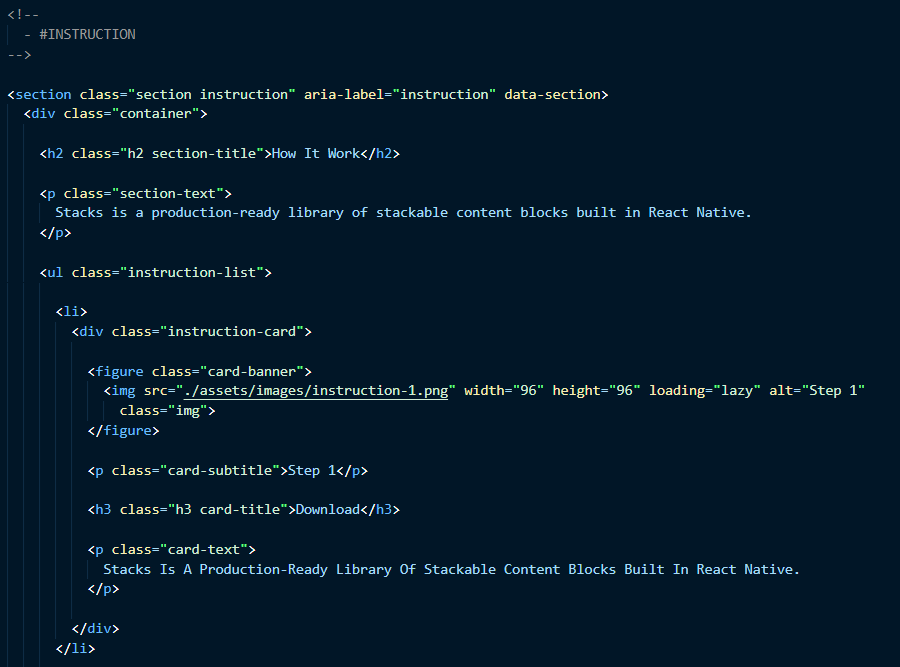 <!--
  - #INSTRUCTION
-->
<section class="section instruction" aria-label="instruction" data-section>
  <div class="container">
    <h2 class="h2 section-title">How It Work</h2>
    <p class="section-text">
      Stacks is a production-ready library of stackable content blocks built in React Native.
    </p>
    <ul class="instruction-list">
      <li>
        <div class="instruction-card">
          <figure class="card-banner">
            <img src="./assets/images/instruction-1.png" width="96" height="96" loading="lazy" alt="Step 1"
              class="img">
          </figure>
          <p class="card-subtitle">Step 1</p>
          <h3 class="h3 card-title">Download</h3>
          <p class="card-text">
            Stacks Is A Production-Ready Library Of Stackable Content Blocks Built In React Native.
          </p>
        </div>
      </li>